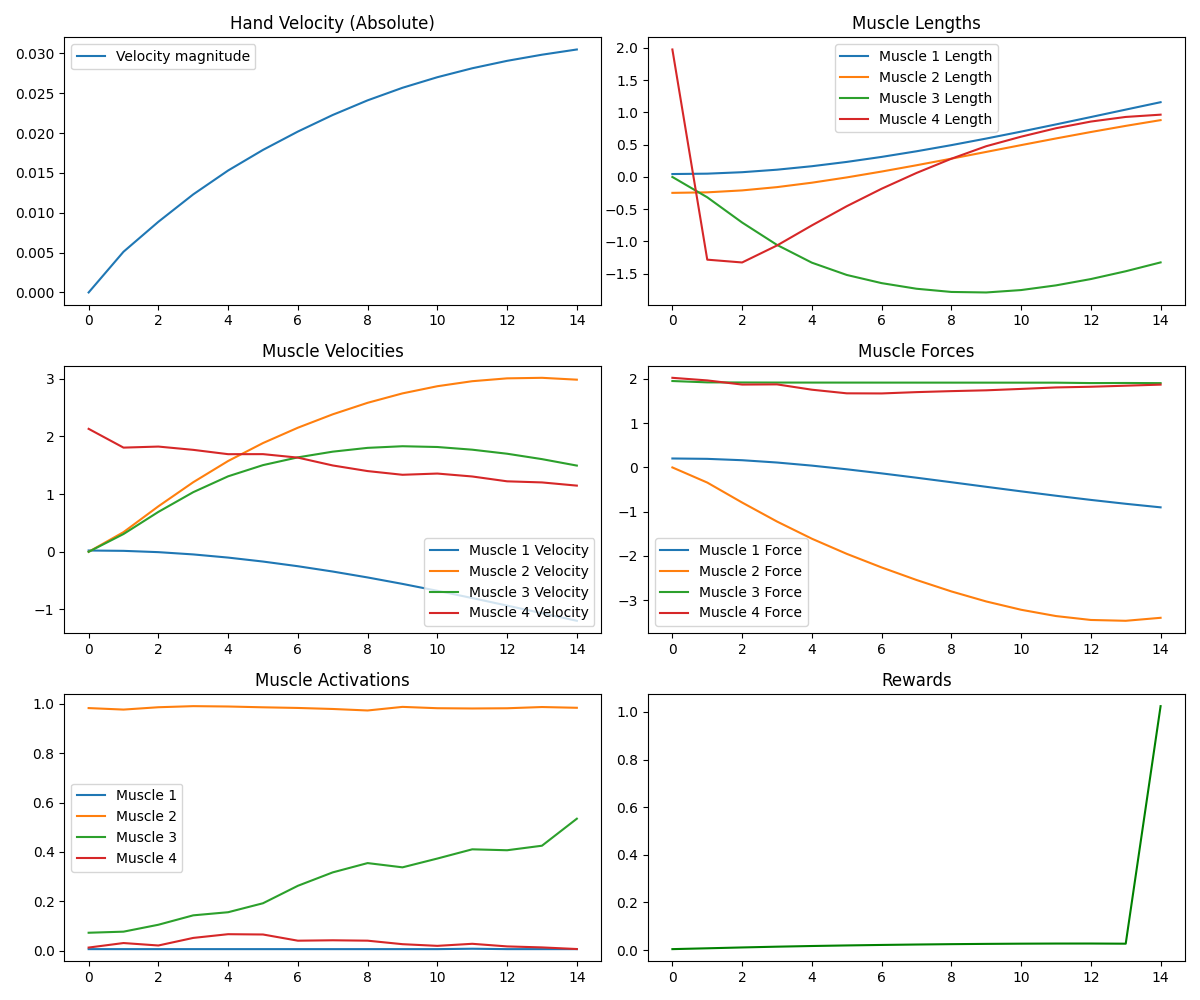 Hand Velocity (Absolute)
Velocity magnitude
0.030
0.025
0.020
0.015
0.010
0.005
0.000
0 2 4 6 8 10 12 14
Muscle Lengths
Muscle 1 Length
Muscle 2 Length
Muscle 3 Length
Muscle 4 Length
2.0
1.5
1.0
0.5
0.0
−0.5
−1.0
−1.5
0 2 4 6 8 10 12 14
Muscle Velocities
3
2
1
0
−1
Muscle 1 Velocity
Muscle 2 Velocity
Muscle 3 Velocity
Muscle 4 Velocity
0 2 4 6 8 10 12 14
Muscle Forces
2
1
0
−1
−2
−3
Muscle 1 Force
Muscle 2 Force
Muscle 3 Force
Muscle 4 Force
0 2 4 6 8 10 12 14
Muscle Activations
1.0
0.8
0.6
0.4
0.2
0.0
Muscle 1
Muscle 2
Muscle 3
Muscle 4
0 2 4 6 8 10 12 14
Rewards
1.0
0.8
0.6
0.4
0.2
0.0
0 2 4 6 8 10 12 14